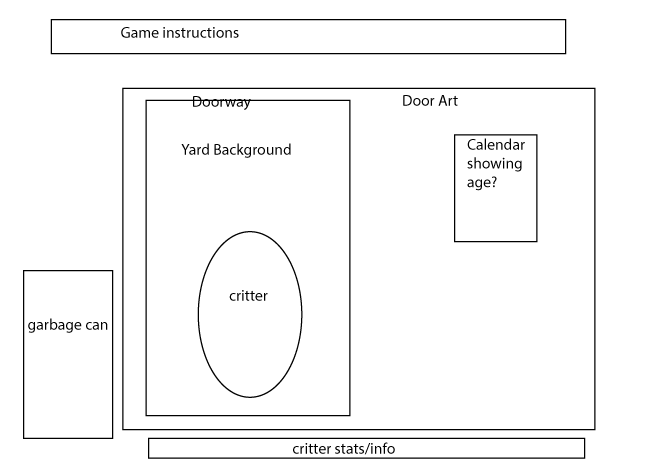 Game instructions
Doorway
Door Art
Yard Background
Calendar
showing
age?
critter
garbage can
critter stats/info